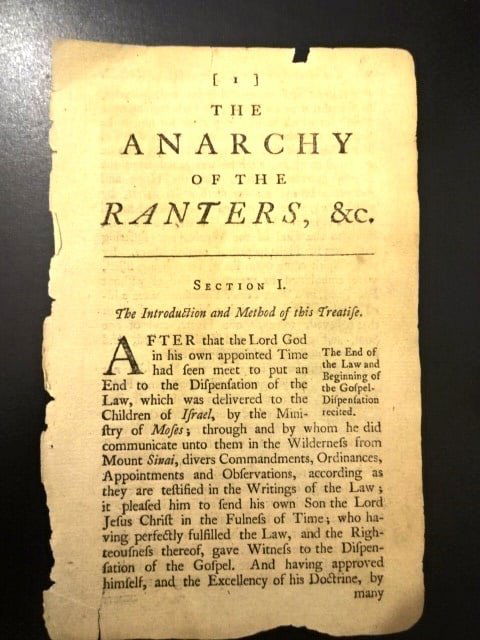 [ 1 ]
THE
ANARCHY
OF THE
RANTERS, &c.
SECTION I.
The Introduction and Method of this Treatiſe.
AFTER that the Lord God
in his own appointed Time
had ſeen meet to put an
End to the Diſpenſation of the
Law, which was delivered to the
Children of Iſrael, by the Mini-
ſtry of Moſes; through and by whom he did
communicate unto them in the Wilderneſs from
Mount Sinai, divers Commandments, Ordinances,
Appointments and Obſervations, according as
they are teſtified in the Writings of the Law;
it pleaſed him to ſend his own Son the Lord
Jeſus Chriſt in the Fulneſs of Time; who ha-
ving perfectly fulfilled the Law, and the Righ-
teouſneſs thereof, gave Witneſs to the Diſpen-
ſation of the Goſpel. And having approved
himſelf, and the Excellency of his Doctrine, by
many
The End of
the Law and
Beginning of
the Goſpel-
Diſpenſation
recited.